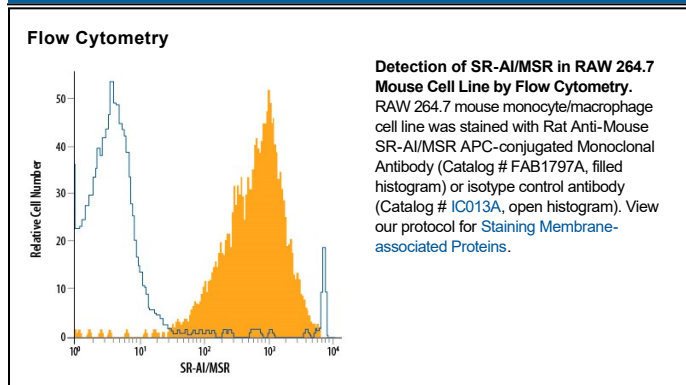 Flow Cytometry
Relative Cell Number
50
40
30
20
10
0
10⁰
10¹
10²
10³
10⁴
SR-AI/MSR
Detection of SR-AI/MSR in RAW 264.7
Mouse Cell Line by Flow Cytometry.
RAW 264.7 mouse monocyte/macrophage
cell line was stained with Rat Anti-Mouse
SR-AI/MSR APC-conjugated Monoclonal
Antibody (Catalog # FAB1797A, filled
histogram) or isotype control antibody
(Catalog # IC013A, open histogram). View
our protocol for Staining Membrane-
associated Proteins.